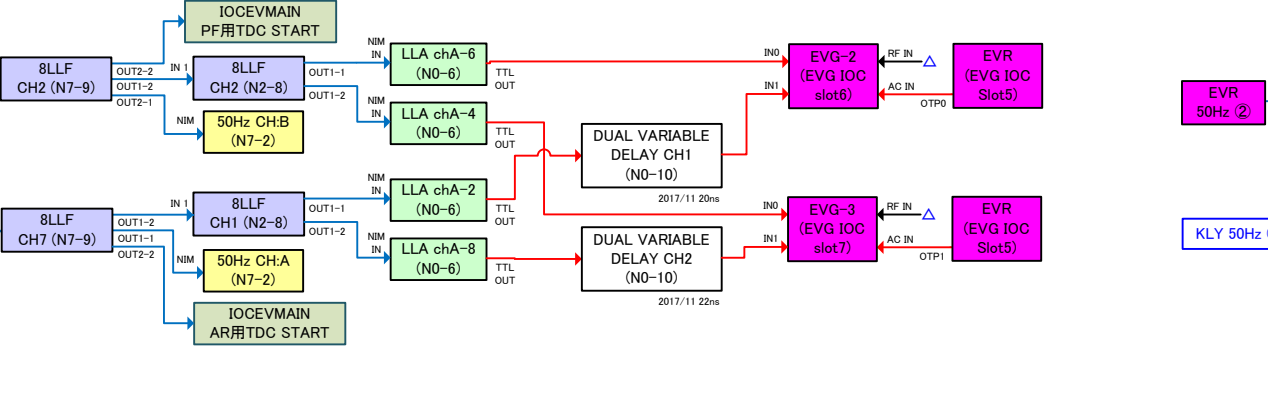 IOCEVMAIN
PF用TDC START
8LLF
CH2 (N7-9)
OUT2-2
OUT1-2
OUT2-1
IN 1
8LLF
CH2 (N2-8)
OUT1-1
OUT1-2
NIM
50Hz CH:B
(N7-2)
NIM
IN
LLA chA-6
(N0-6)
TTL
OUT
NIM
IN
LLA chA-4
(N0-6)
TTL
OUT
DUAL VARIABLE
DELAY CH1
(N0-10)
2017/11 20ns
IN0
IN1
EVG-2
(EVG IOC
slot6)
RF IN
AC IN
OTP0
EVR
(EVG IOC
Slot5)
EVR
50Hz ②
8LLF
CH7 (N7-9)
OUT1-2
OUT1-1
OUT2-2
IN 1
8LLF
CH1 (N2-8)
OUT1-1
OUT1-2
NIM
50Hz CH:A
(N7-2)
IOCEVMAIN
AR用TDC START
NIM
IN
LLA chA-2
(N0-6)
TTL
OUT
NIM
IN
LLA chA-8
(N0-6)
TTL
OUT
DUAL VARIABLE
DELAY CH2
(N0-10)
2017/11 22ns
IN0
IN1
EVG-3
(EVG IOC
slot7)
RF IN
AC IN
OTP1
EVR
(EVG IOC
Slot5)
KLY 50Hz